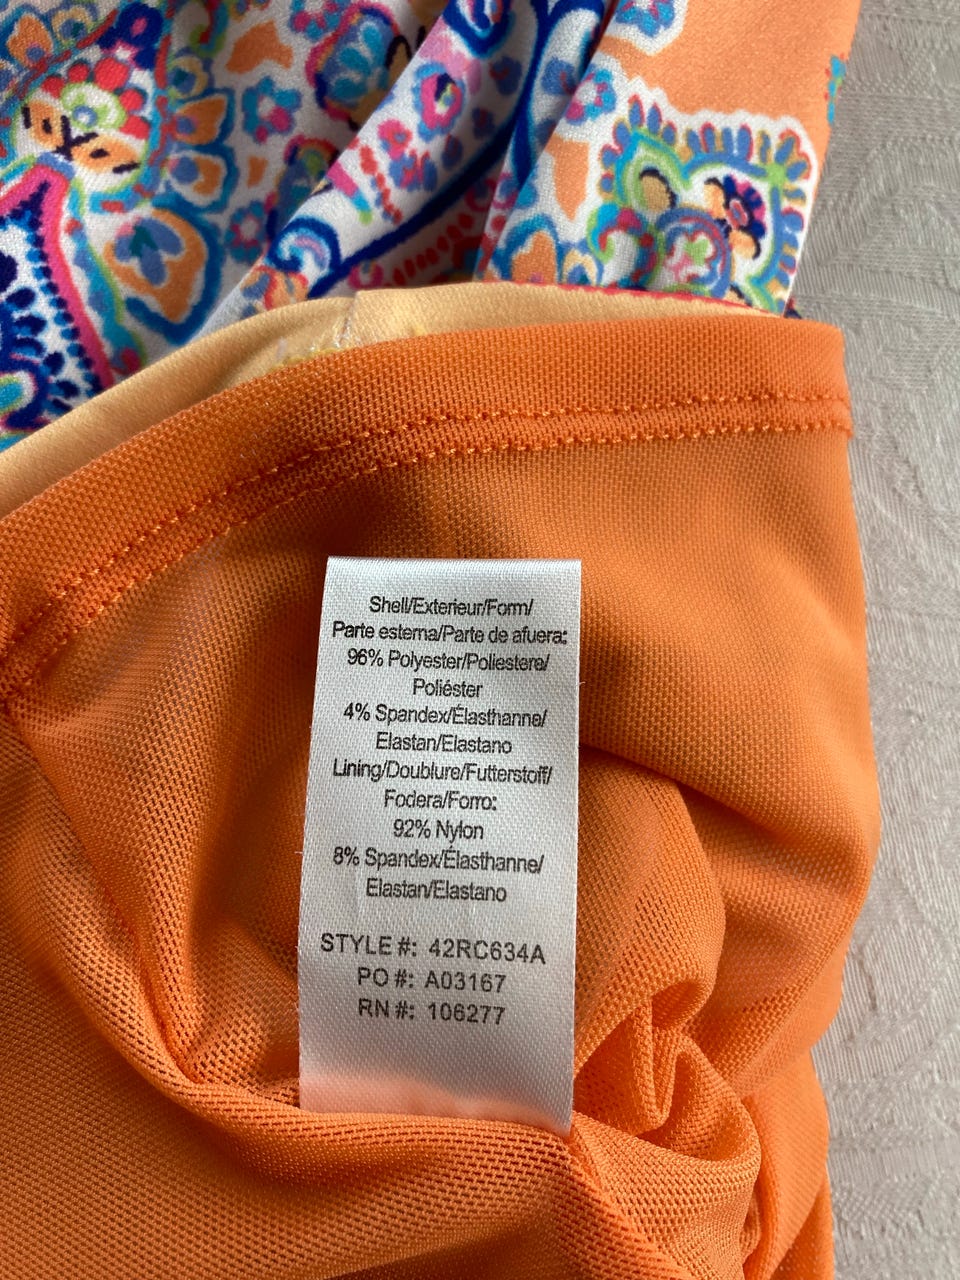 Shell/Exterieur/Form/
Parte esterna/Parte de afuera:
96% Polyester/Poliestere/
Poliéster
4% Spandex/Élasthanne/
Elastan/Elastano
Lining/Doublure/Futterstoff/
Fodera/Forro:
92% Nylon
8% Spandex/Élasthanne/
Elastan/Elastano
STYLE #: 42RC634A
PO #: A03167
RN #: 106277